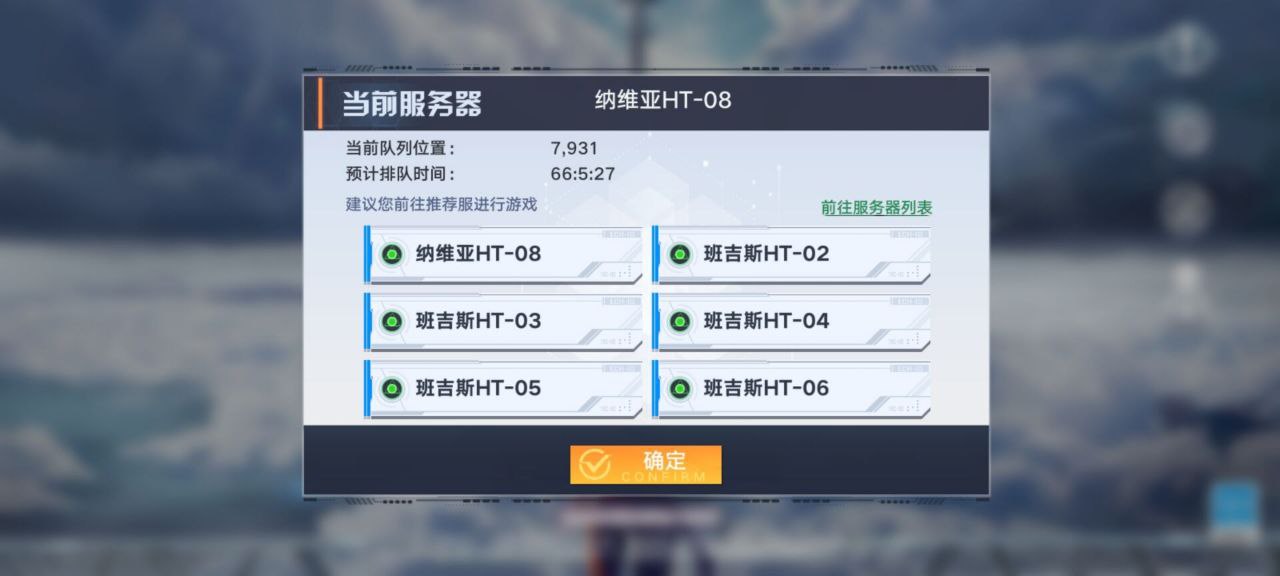 当前服务器
纳维亚HT-08
当前队列位置: 7,931
预计排队时间: 66:5:27
建议您前往推荐服进行游戏
前往服务器列表
纳维亚HT-08
班吉斯HT-02
班吉斯HT-03
班吉斯HT-04
班吉斯HT-05
班吉斯HT-06
确定
CONFIRM